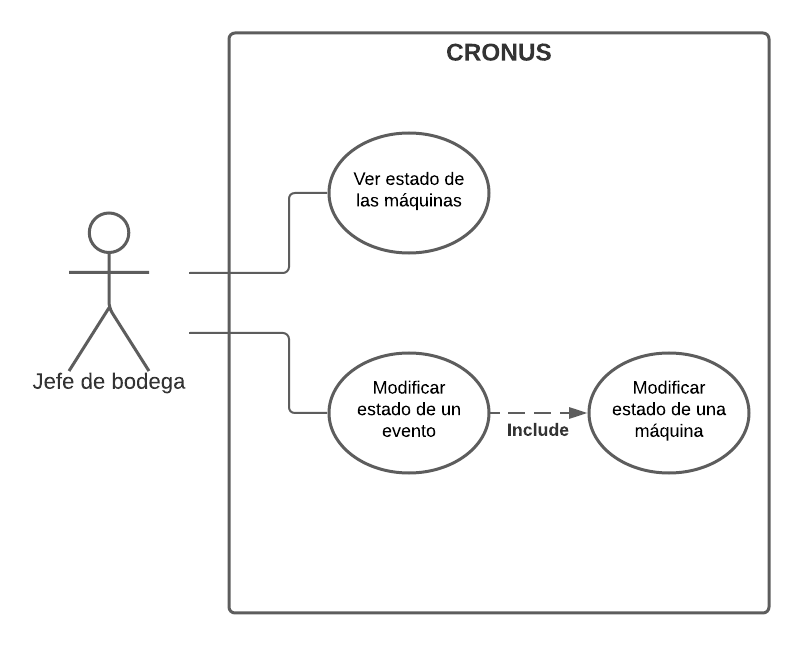 CRONUS
Ver estado de
las máquinas
Jefe de bodega
Modificar
estado de un
evento
Include
Modificar
estado de una
máquina